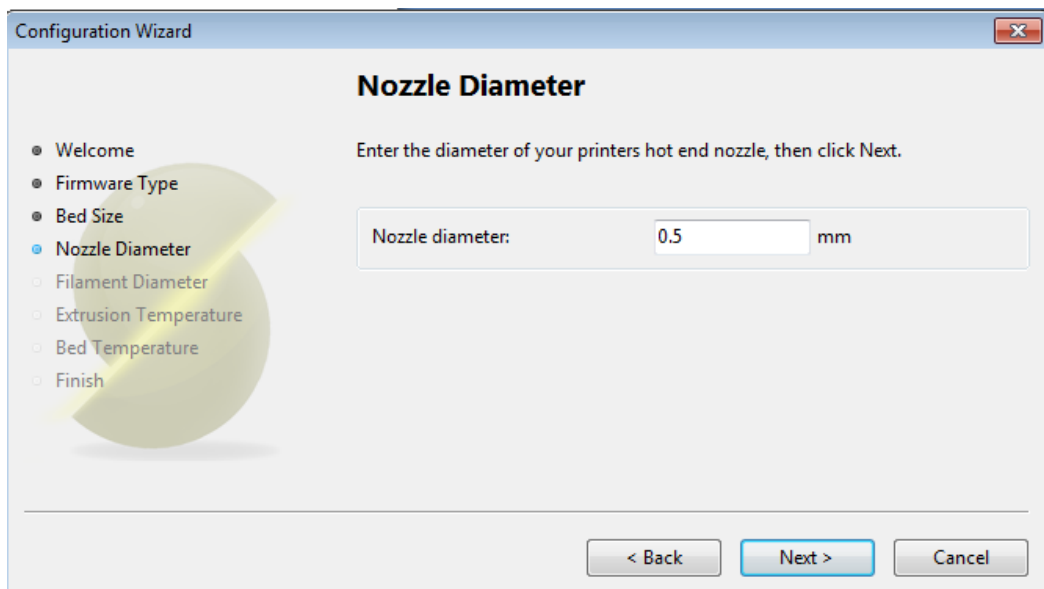 Configuration Wizard
Nozzle Diameter
Welcome
Firmware Type
Bed Size
Nozzle Diameter
Filament Diameter
Extrusion Temperature
Bed Temperature
Finish
Enter the diameter of your printers hot end nozzle, then click Next.
Nozzle diameter: 0.5 mm
< Back Next > Cancel